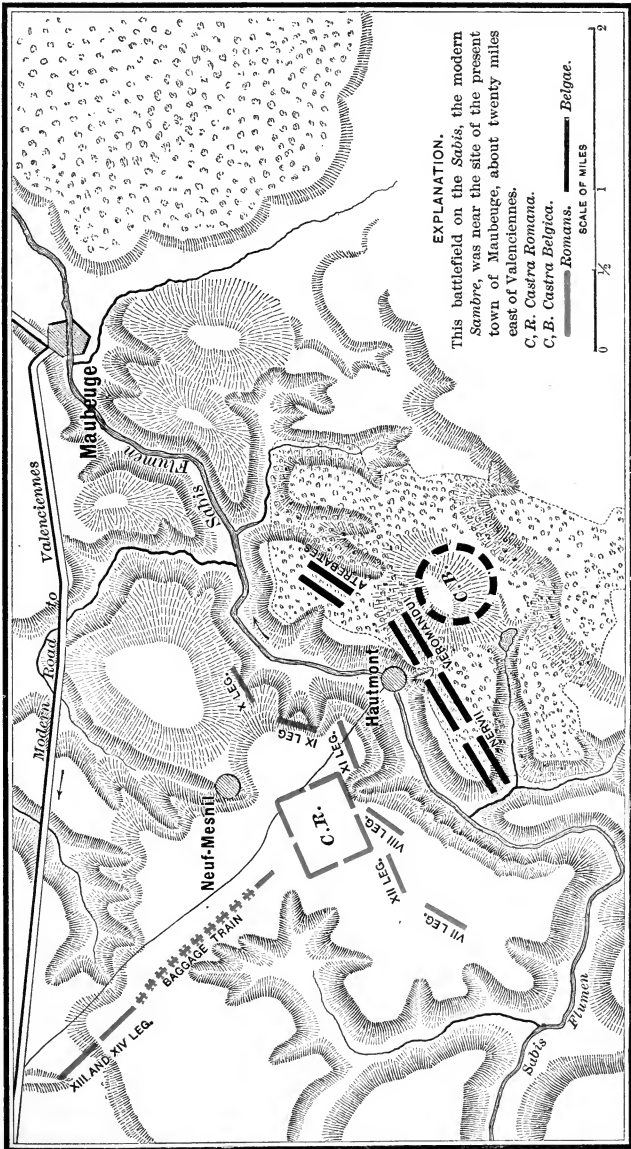 Modern Road to Valenciennes
Maubeuge
Sabis Flumen
Neuf-Mesnil
X LEG.
IX LEG
XI LEG.
C.R.
Hautmont
ATREBATES
VEROMANDUI
NERVII
C.B.
VIII LEG.
XII LEG.
VII LEG.
BAGGAGE TRAIN
XIII. AND XIV LEG.
Sabis Flumen
EXPLANATION.
This battlefield on the Sabis, the modern
Sambre, was near the site of the present
town of Maubeuge, about twenty miles
east of Valenciennes.
C, R. Castra Romana.
C, B. Castra Belgica.
Romans. Belgae.
SCALE OF MILES
0 ½ 1 2